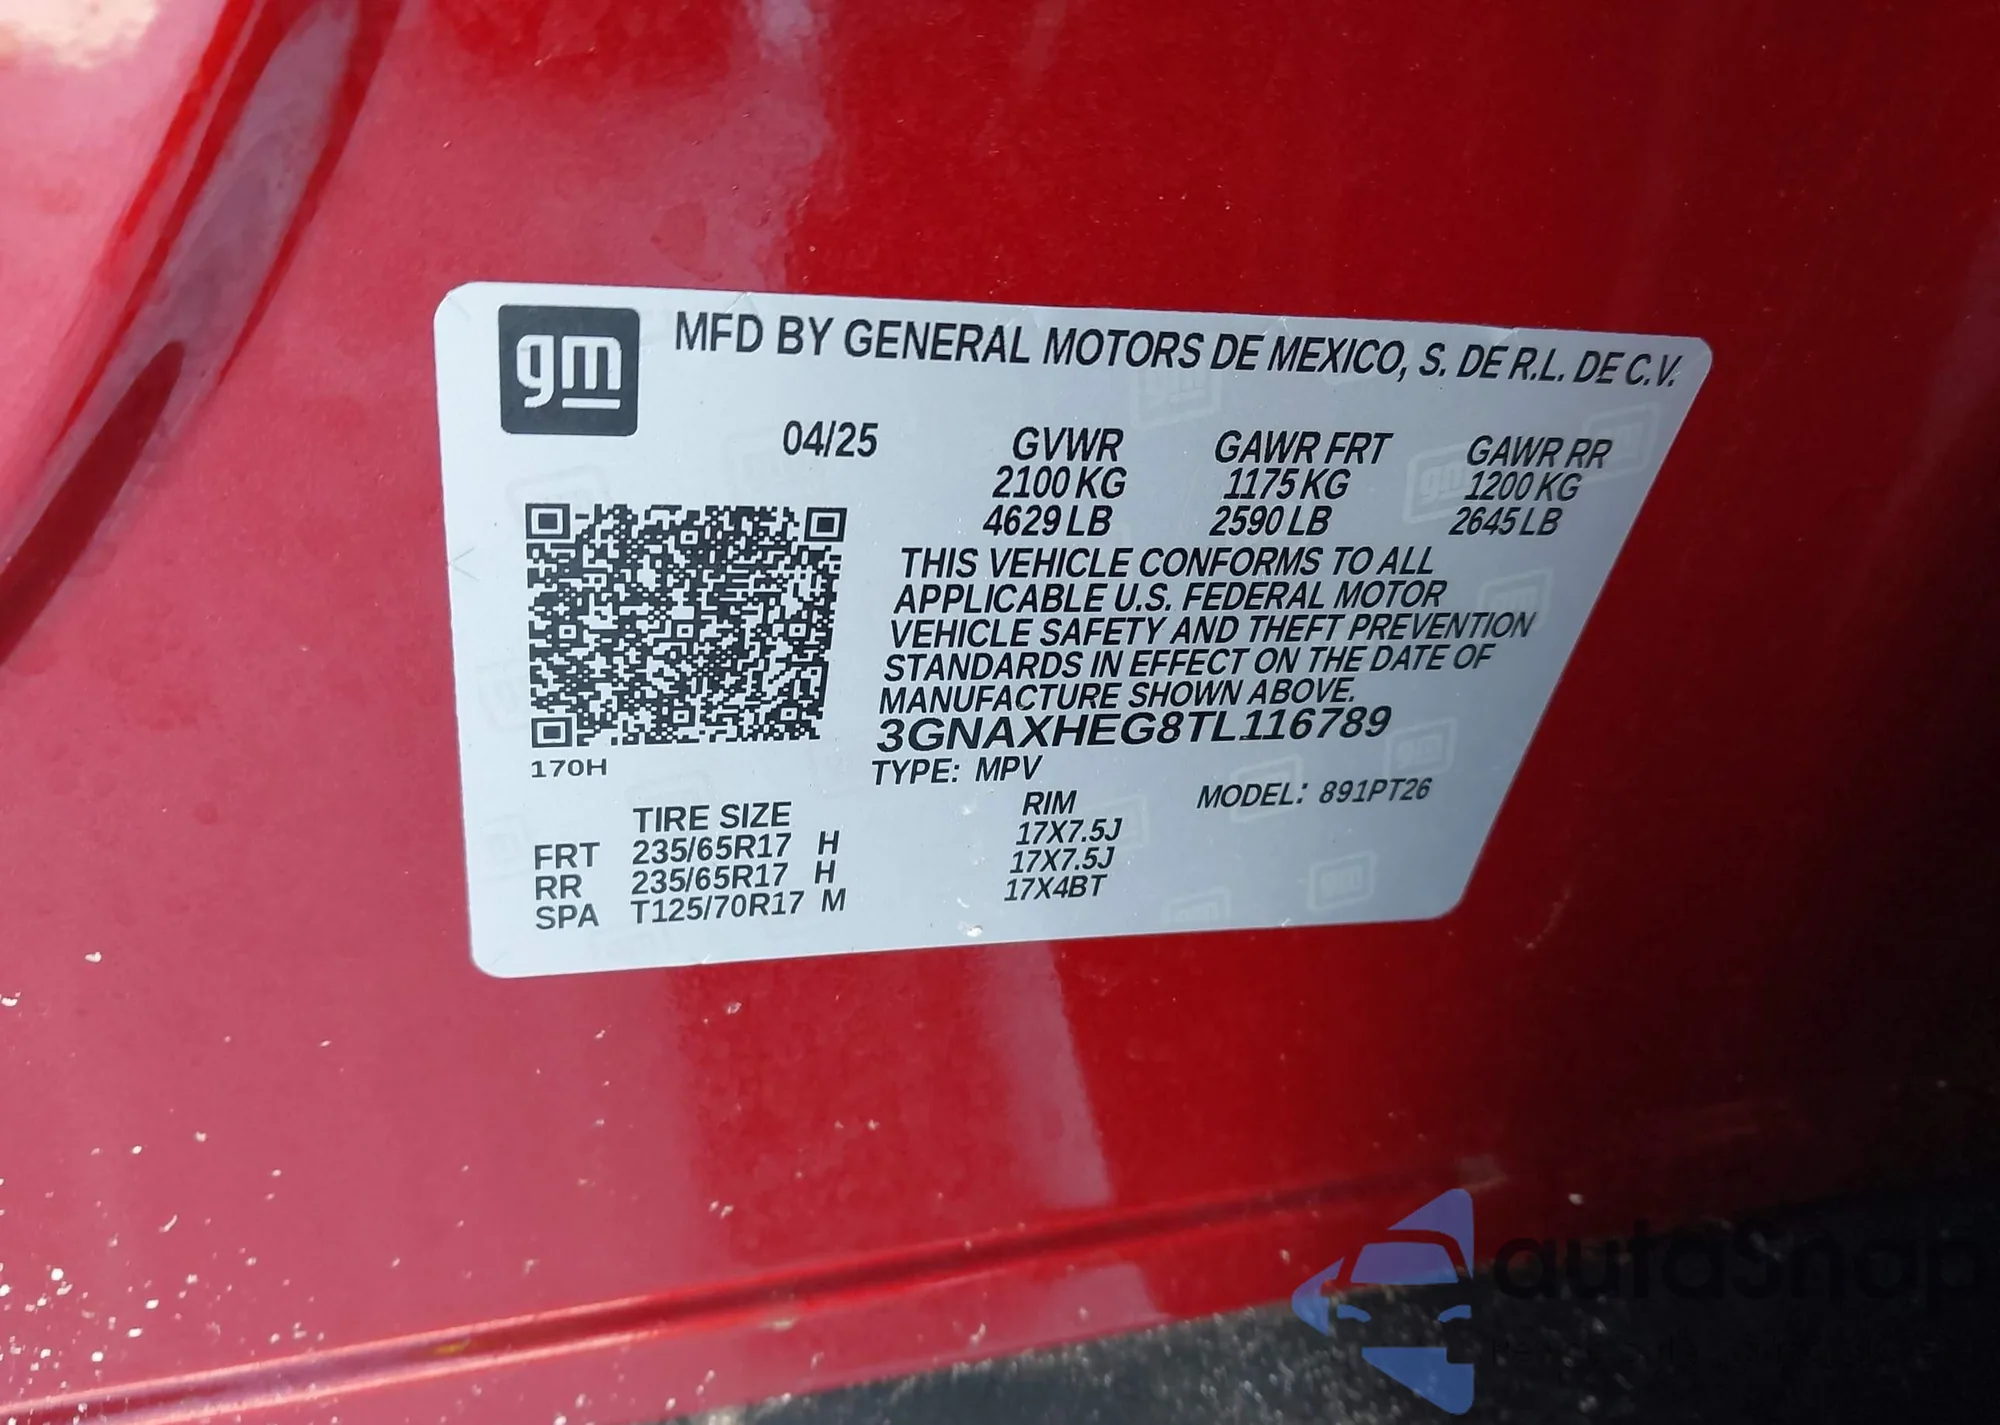 gm
MFD BY GENERAL MOTORS DE MEXICO, S. DE R.L. DE C.V.
04/25 GVWR GAWR FRT GAWR RR
2100 KG 1175 KG 1200 KG
4629 LB 2590 LB 2645 LB
THIS VEHICLE CONFORMS TO ALL
APPLICABLE U.S. FEDERAL MOTOR
VEHICLE SAFETY AND THEFT PREVENTION
STANDARDS IN EFFECT ON THE DATE OF
MANUFACTURE SHOWN ABOVE.
3GNAXHEG8TL116789
170H
TYPE: MPV
MODEL: 891PT26
TIRE SIZE RIM
FRT 235/65R17 H 17X7.5J
RR 235/65R17 H 17X7.5J
SPA T125/70R17 M 17X4BT
autoSnap